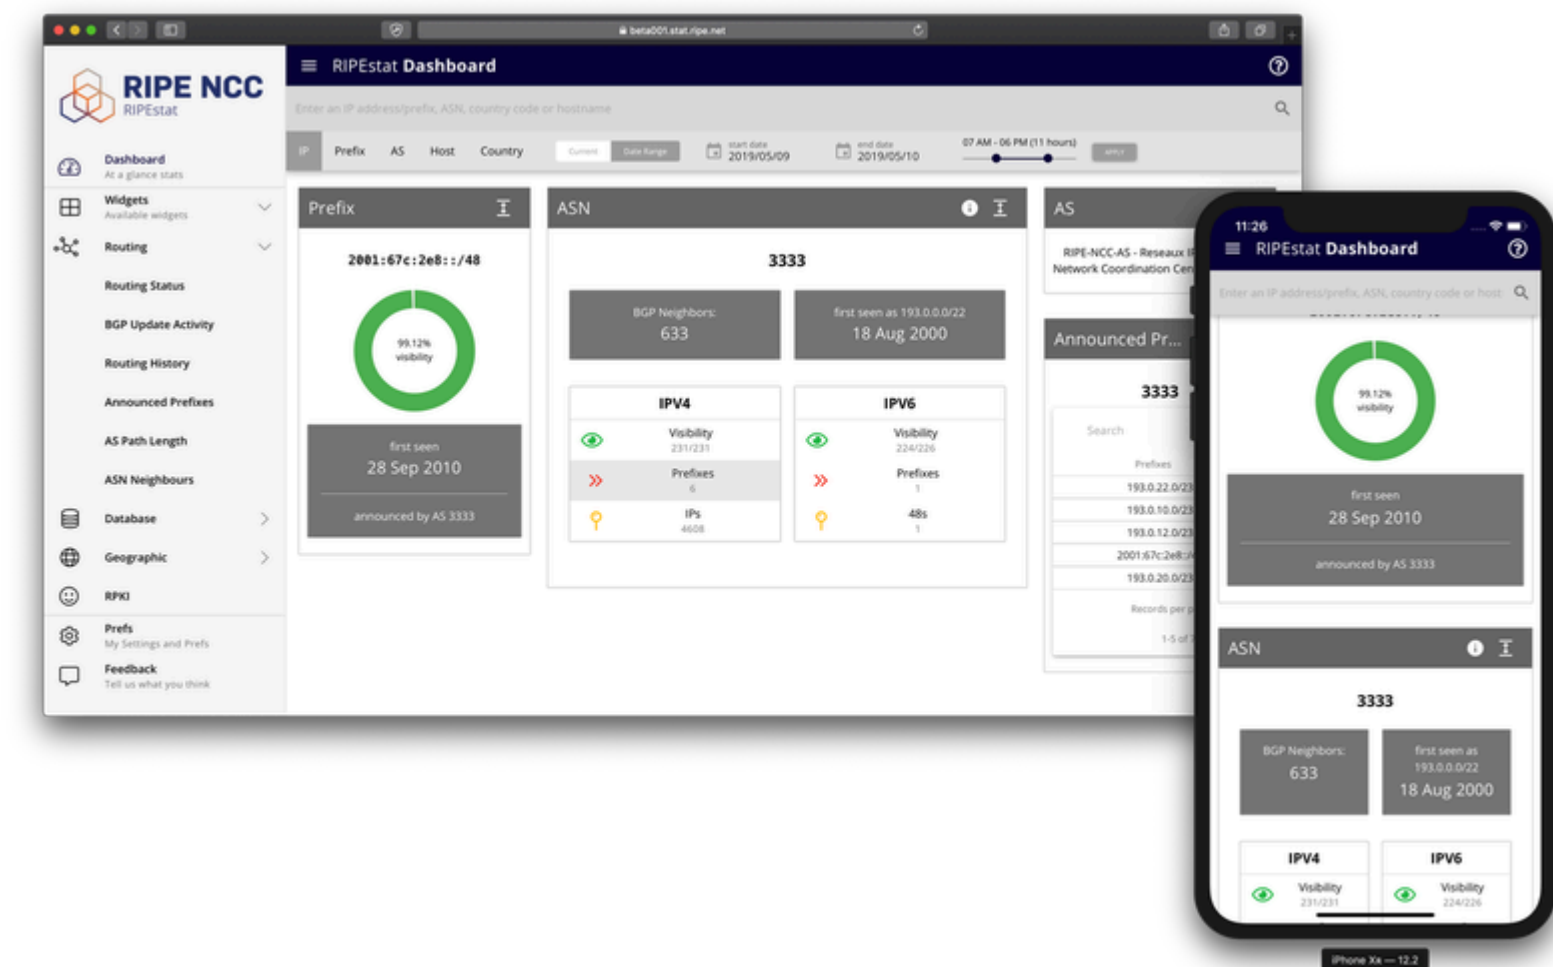 beta001.stat.ripe.net
RIPE NCC
RIPEstat
RIPEstat Dashboard
Enter an IP address/prefix, ASN, country code or hostname
IP Prefix AS Host Country Current Date Range start date 2019/05/09 end date 2019/05/10 07 AM - 06 PM (11 hours) APPLY
Dashboard
At a glance stats
Widgets
Available widgets
Routing
Routing Status
BGP Update Activity
Routing History
Announced Prefixes
AS Path Length
ASN Neighbours
Database
Geographic
RPKI
Prefs
My Settings and Prefs
Feedback
Tell us what you think
Prefix
2001:67c:2e8::/48
99.12%
visibility
first seen
28 Sep 2010
announced by AS 3333
ASN
3333
BGP Neighbors:
633
first seen as 193.0.0.0/22
18 Aug 2000
IPV4
Visibility
231/231
Prefixes
6
IPs
4608
IPV6
Visibility
224/226
Prefixes
1
48s
1
AS
RIPE-NCC-AS - Reseaux
Network Coordination
Announced Pr...
3333
Search
Prefixes
193.0.22.0/23
193.0.10.0/23
193.0.12.0/23
2001:67c:2e8::/
193.0.20.0/23
Records per
1-5 of
11:26
RIPEstat Dashboard
Enter an IP address/prefix, ASN, country code or host
99.12%
visibility
first seen
28 Sep 2010
announced by AS 3333
ASN
3333
BGP Neighbors:
633
first seen as
193.0.0.0/22
18 Aug 2000
IPV4
Visibility
231/231
IPV6
Visibility
224/226
iPhone Xʀ — 12.2